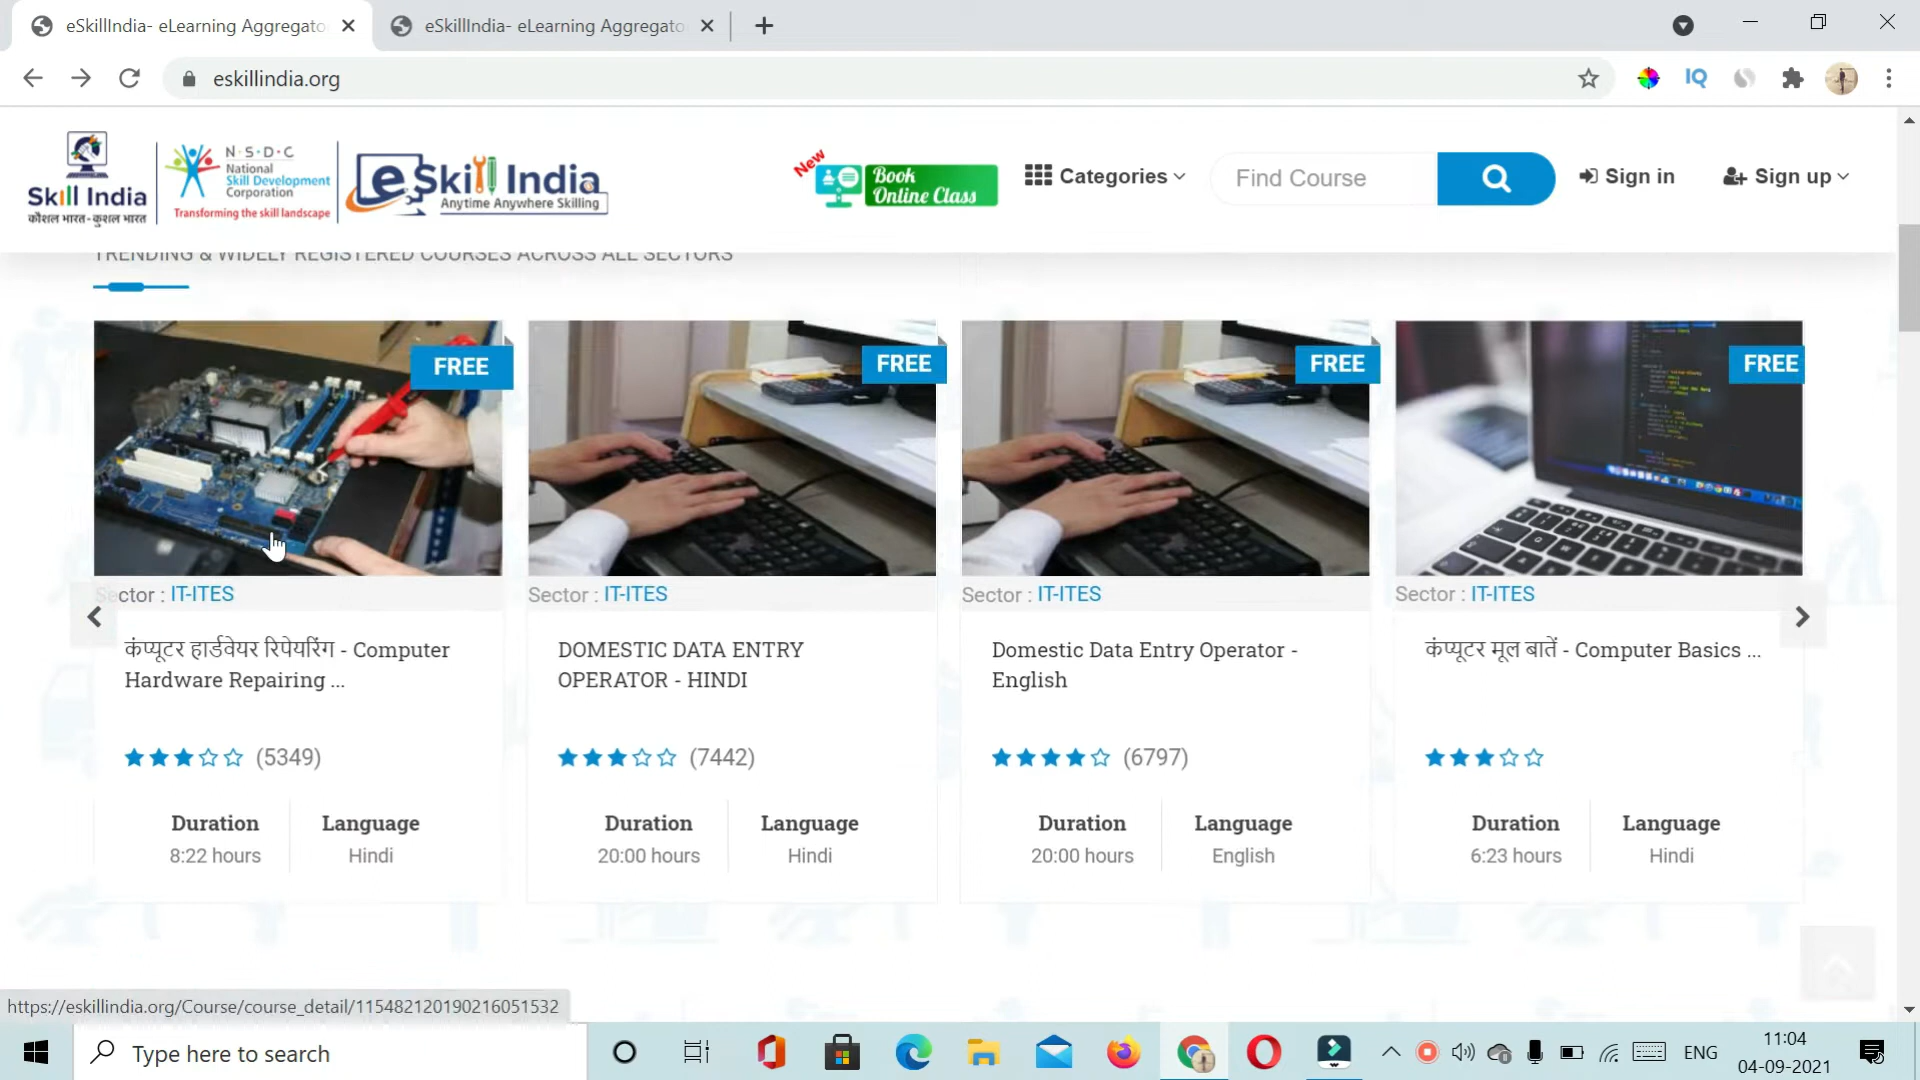 eSkillIndia- eLearning Aggregato
eSkillIndia- eLearning Aggregato
eskillindia.org
IQ
Skill India
कौशल भारत-कुशल भारत
N·S·D·C
National
Skill Development
Corporation
Transforming the skill landscape
eSkill India
Anytime Anywhere Skilling
New
Book
Online Class
Categories
Find Course
Sign in
Sign up
TRENDING & WIDELY REGISTERED COURSES ACROSS ALL SECTORS
FREE
FREE
FREE
FREE
Sector : IT-ITES
Sector : IT-ITES
Sector : IT-ITES
Sector : IT-ITES
कंप्यूटर हार्डवेयर रिपेयरिंग - Computer
Hardware Repairing ...
DOMESTIC DATA ENTRY
OPERATOR - HINDI
Domestic Data Entry Operator -
English
कंप्यूटर मूल बातें - Computer Basics ...
(5349)
(7442)
(6797)
Duration Language
8:22 hours Hindi
Duration Language
20:00 hours Hindi
Duration Language
20:00 hours English
Duration Language
6:23 hours Hindi
https://eskillindia.org/Course/course_detail/115482120190216051532
Type here to search
ENG
11:04
04-09-2021